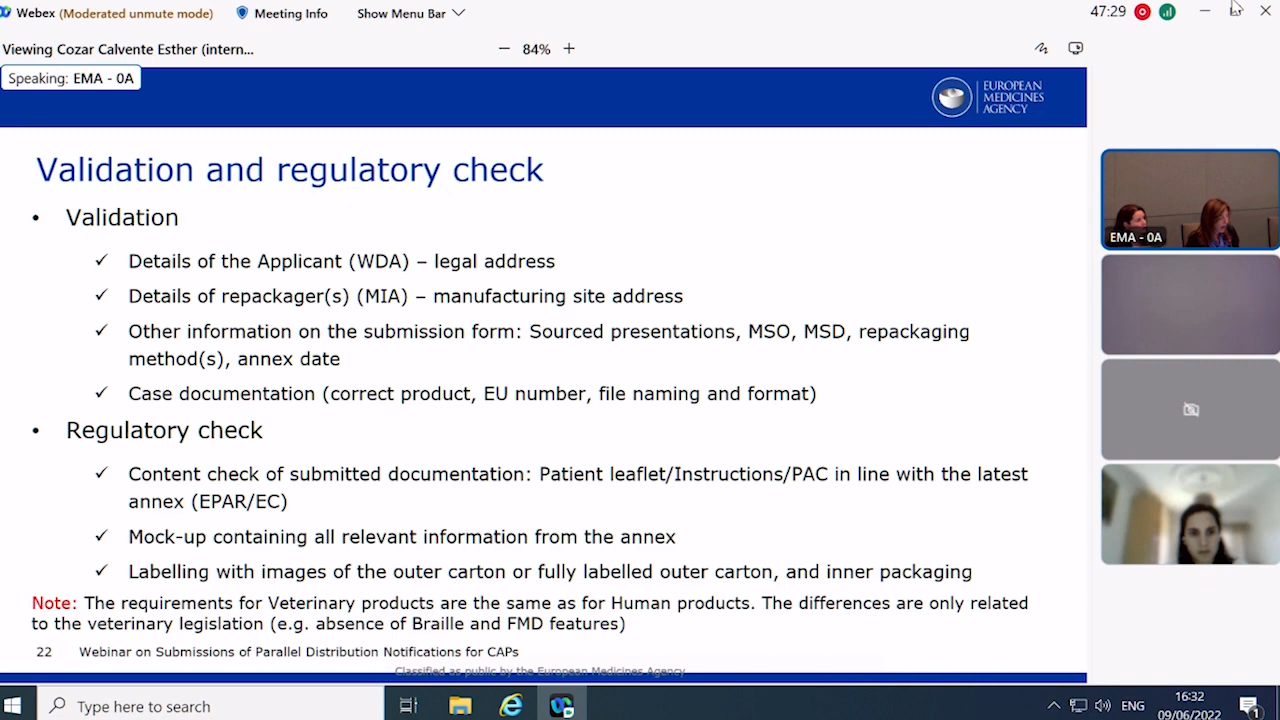 Webex (Moderated unmute mode) Meeting Info Show Menu Bar 47:29
Viewing Cozar Calvente Esther (intern... 84%
Speaking: EMA - 0A
EUROPEAN
MEDICINES
AGENCY
Validation and regulatory check
• Validation
✓ Details of the Applicant (WDA) – legal address
✓ Details of repackager(s) (MIA) – manufacturing site address
✓ Other information on the submission form: Sourced presentations, MSO, MSD, repackaging
method(s), annex date
✓ Case documentation (correct product, EU number, file naming and format)
• Regulatory check
✓ Content check of submitted documentation: Patient leaflet/Instructions/PAC in line with the latest
annex (EPAR/EC)
✓ Mock-up containing all relevant information from the annex
✓ Labelling with images of the outer carton or fully labelled outer carton, and inner packaging
Note: The requirements for Veterinary products are the same as for Human products. The differences are only related
to the veterinary legislation (e.g. absence of Braille and FMD features)
22 Webinar on Submissions of Parallel Distribution Notifications for CAPs
Classified as public by the European Medicines Agency
EMA - 0A
Type here to search
ENG
16:32
09/06/2022
1